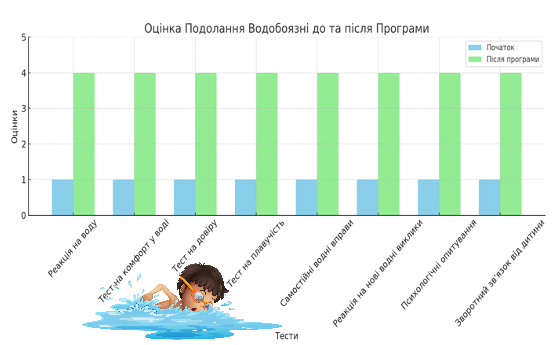 Оцінка Подолання Водобоязні до та після Програми
Початок
Після програми
Оцінки
5
4
3
2
1
0
Реакція на воду
Тест на комфорт у воді
Тест на довіру
Тест на плавучість
Самостійні водні вправи
Реакція на нові водні виклики
Психологічні опитування
Зворотний зв'язок від дитини
Тести